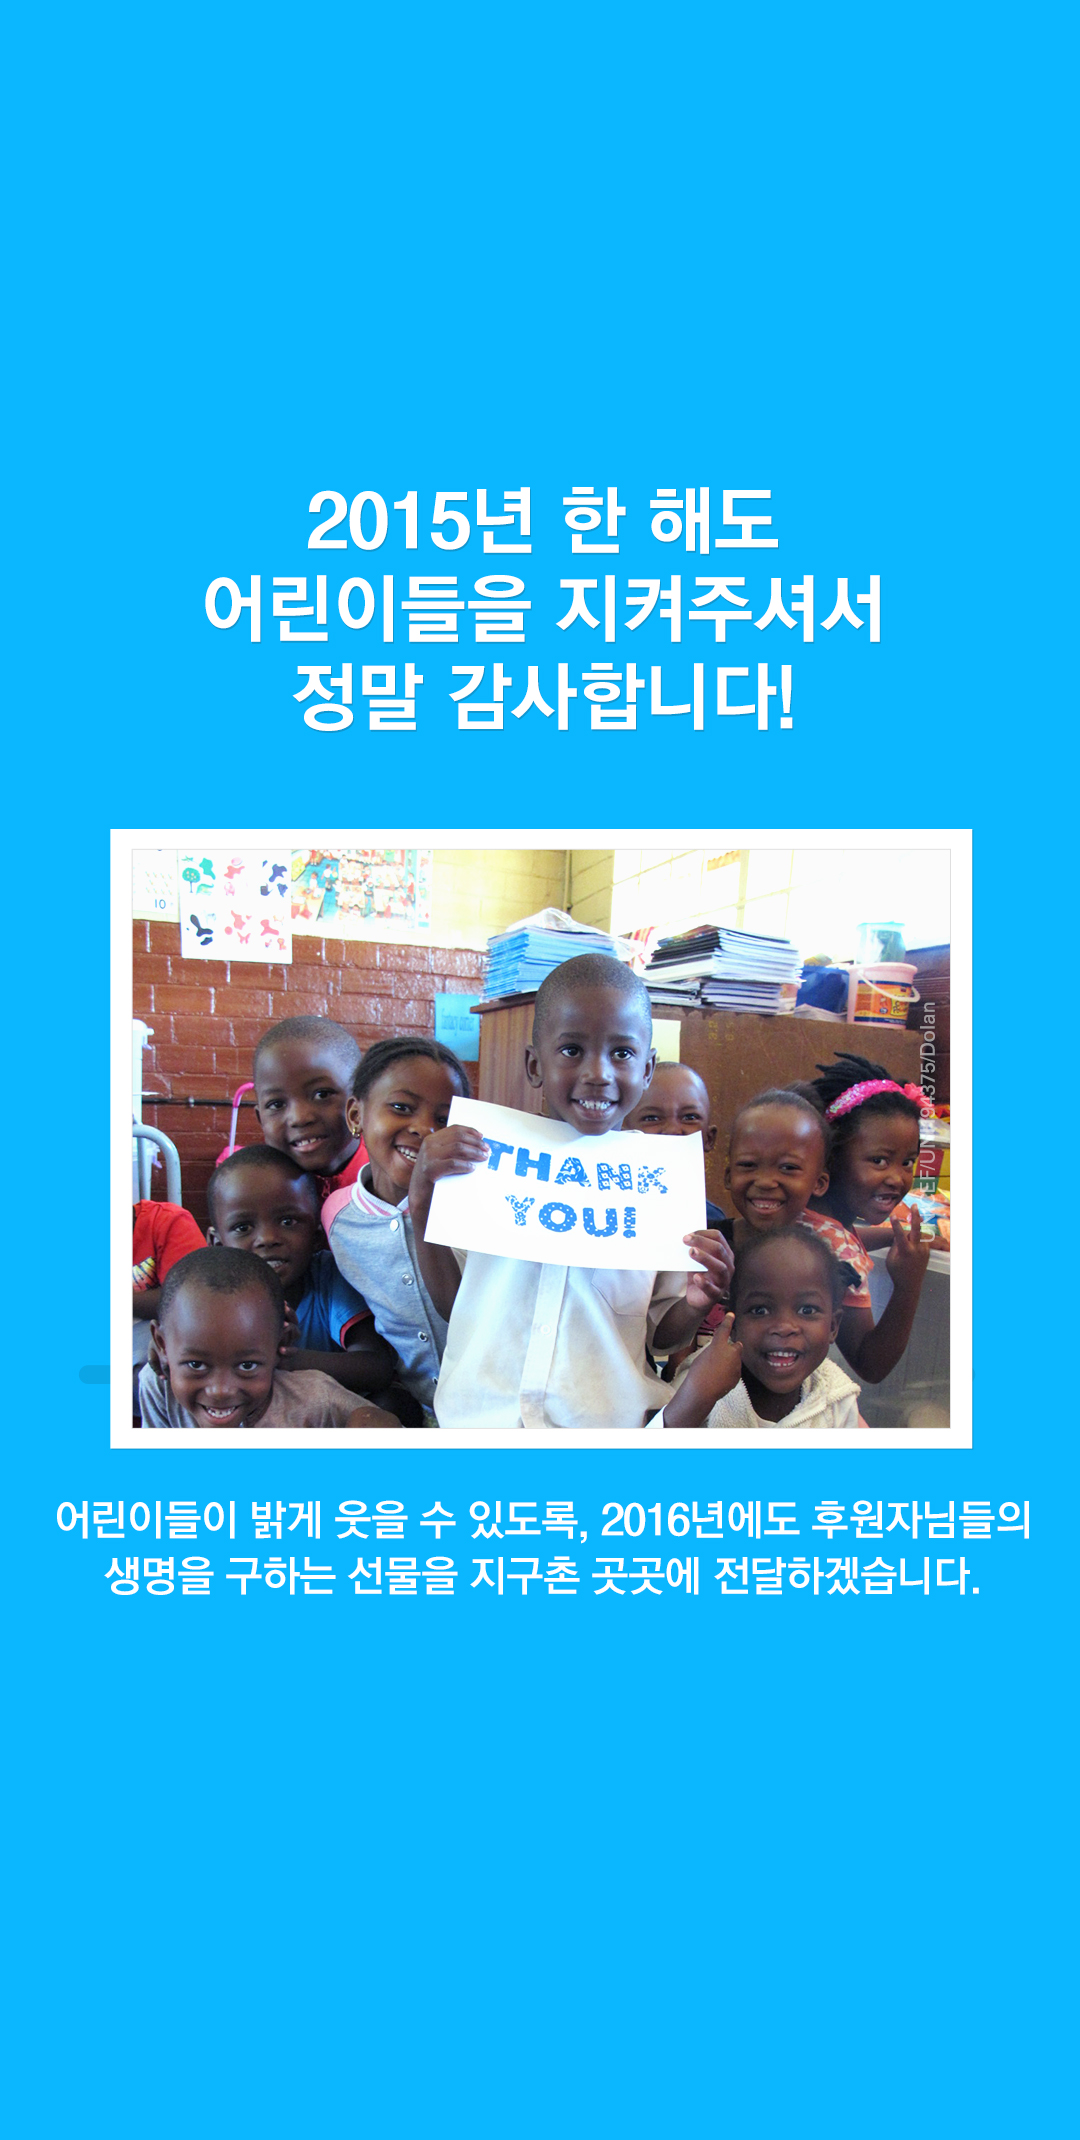 2015년 한 해도
어린이들을 지켜주셔서
정말 감사합니다!
10
THANK
YOU!
어린이들이 밝게 웃을 수 있도록, 2016년에도 후원자님들의
생명을 구하는 선물을 지구촌 곳곳에 전달하겠습니다.